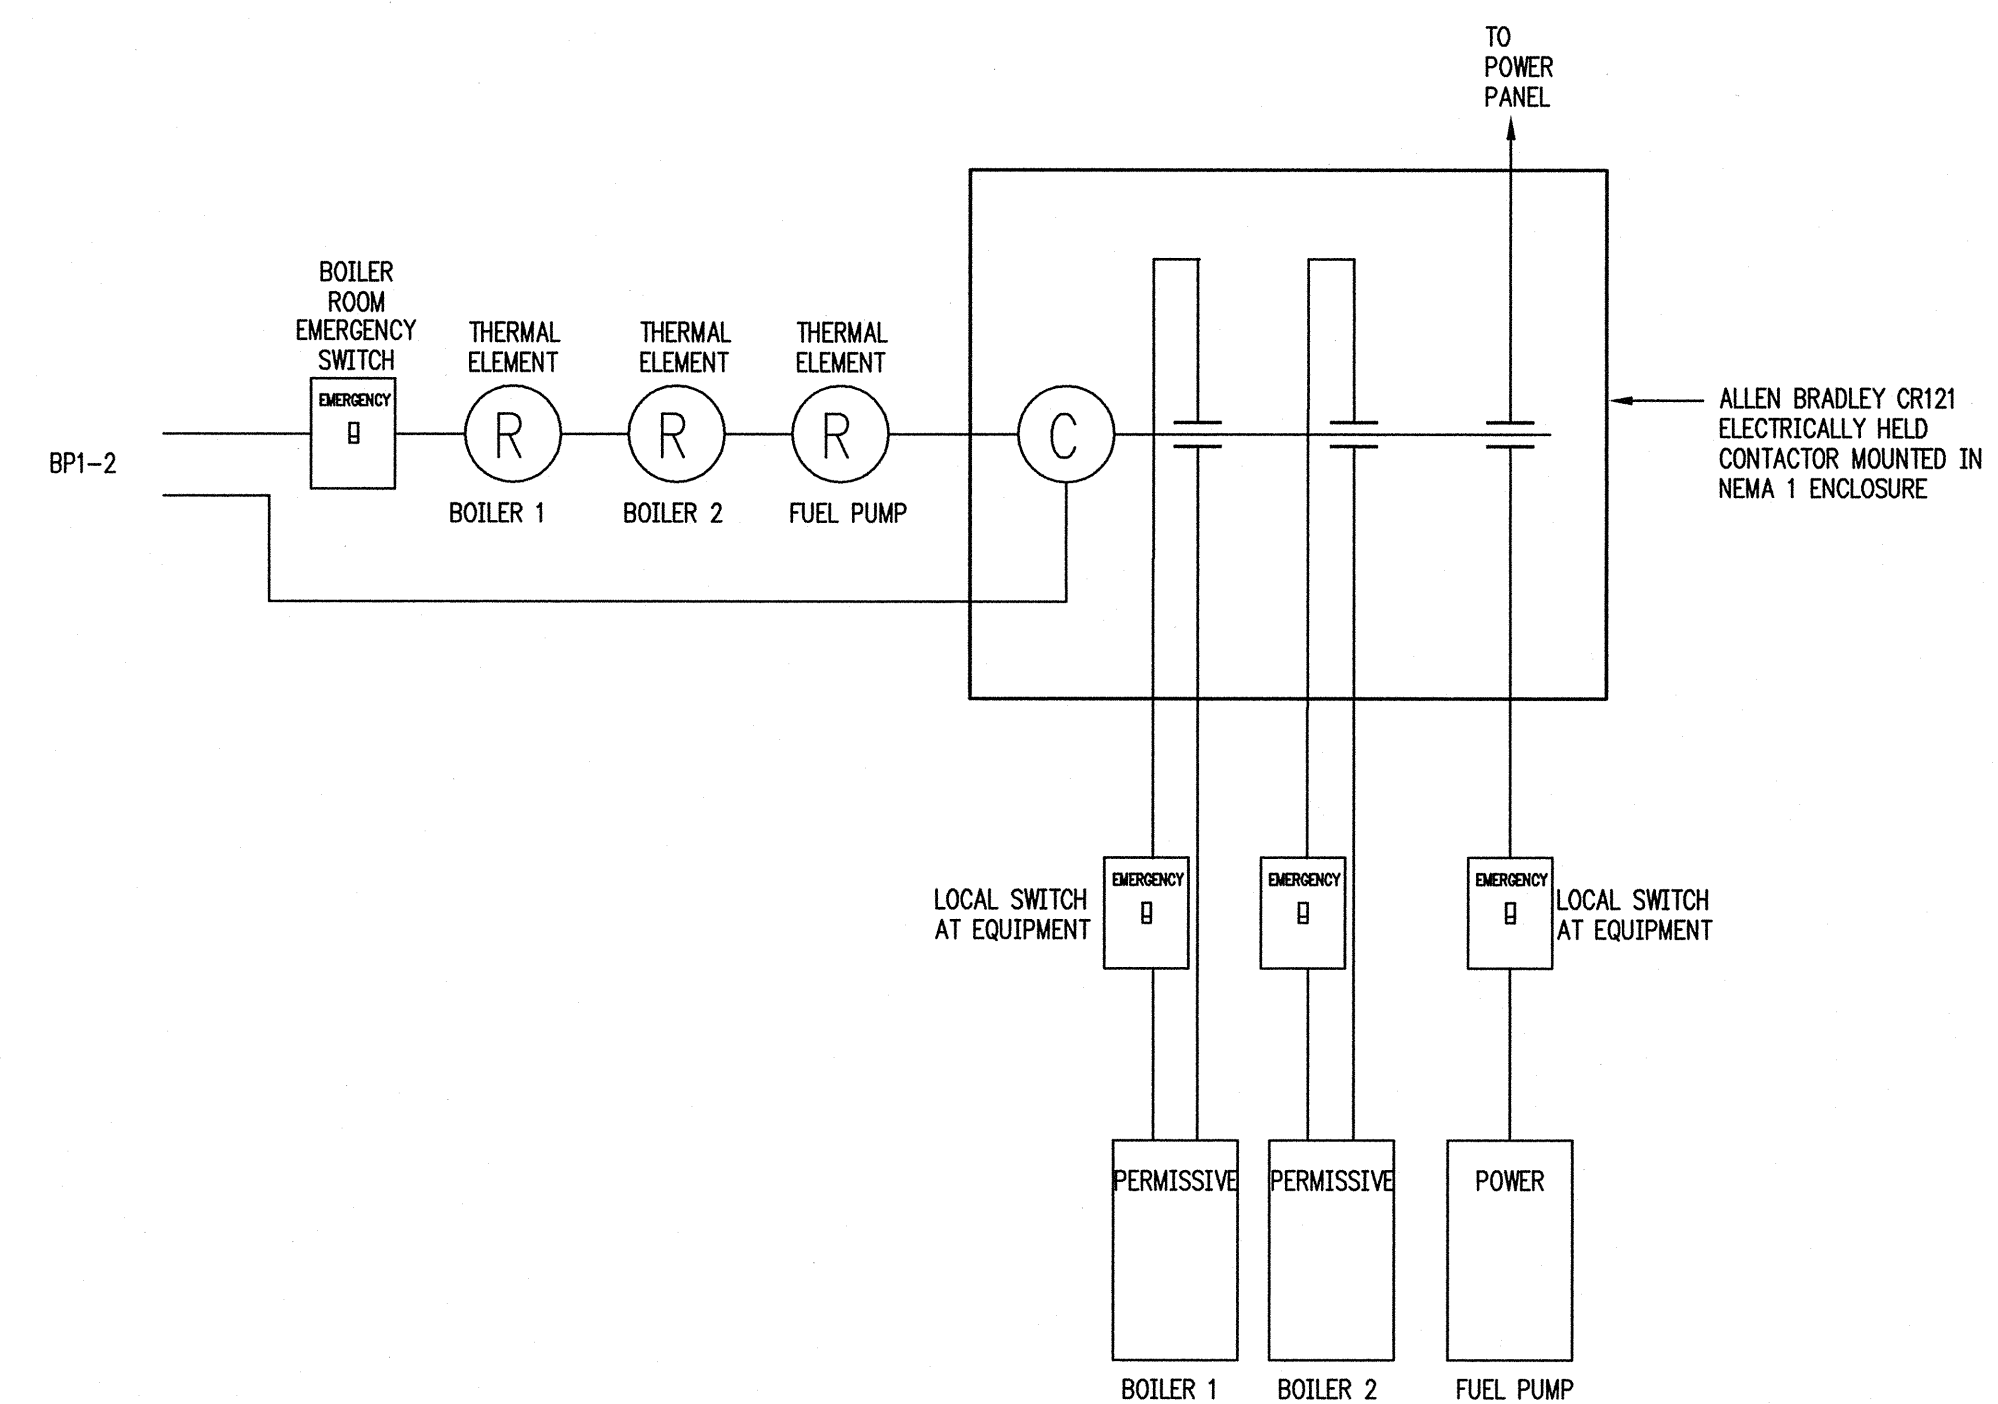 TO
POWER
PANEL
BOILER
ROOM
EMERGENCY
SWITCH
EMERGENCY
THERMAL
ELEMENT
R
BOILER 1
THERMAL
ELEMENT
R
BOILER 2
THERMAL
ELEMENT
R
FUEL PUMP
C
BP1-2
ALLEN BRADLEY CR121
ELECTRICALLY HELD
CONTACTOR MOUNTED IN
NEMA 1 ENCLOSURE
LOCAL SWITCH
AT EQUIPMENT
EMERGENCY
EMERGENCY
EMERGENCY
LOCAL SWITCH
AT EQUIPMENT
PERMISSIVE
PERMISSIVE
POWER
BOILER 1
BOILER 2
FUEL PUMP